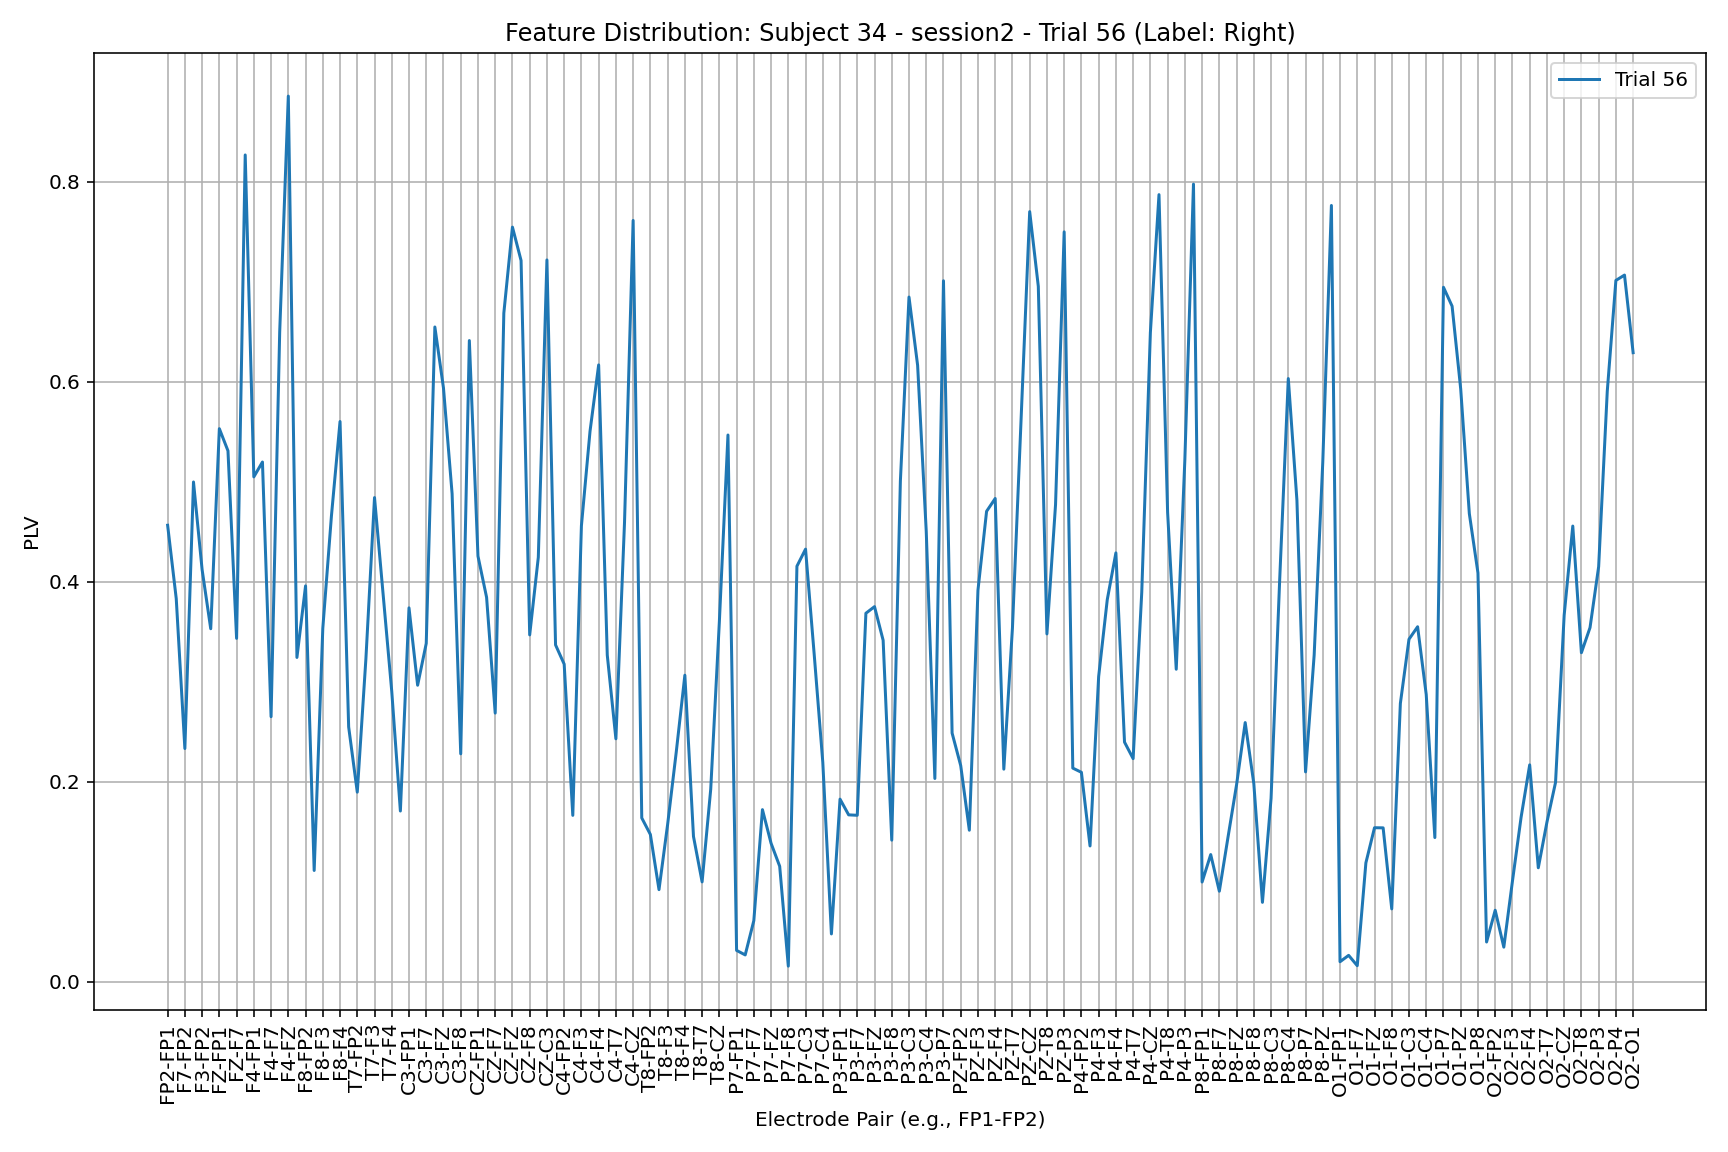 Feature Distribution: Subject 34 - session2 - Trial 56 (Label: Right)
Trial 56
PLV
0.8
0.6
0.4
0.2
0.0
FP2-FP1
F7-FP2
F3-FP2
FZ-FP1
FZ-F7
F4-FP1
F4-F7
F4-FZ
F8-FP2
F8-F3
F8-F4
T7-FP2
T7-F3
T7-F4
C3-FP1
C3-F7
C3-FZ
C3-F8
CZ-FP1
CZ-F7
CZ-FZ
CZ-F8
CZ-C3
C4-FP2
C4-F3
C4-F4
C4-T7
C4-CZ
T8-FP2
T8-F3
T8-F4
T8-T7
T8-CZ
P7-FP1
P7-F7
P7-FZ
P7-F8
P7-C3
P7-C4
P3-FP1
P3-F7
P3-FZ
P3-F8
P3-C3
P3-C4
P3-P7
PZ-FP2
PZ-F3
PZ-F4
PZ-T7
PZ-CZ
PZ-T8
PZ-P3
P4-FP2
P4-F3
P4-F4
P4-T7
P4-CZ
P4-T8
P4-P3
P8-FP1
P8-F7
P8-FZ
P8-F8
P8-C3
P8-C4
P8-P7
P8-PZ
O1-FP1
O1-F7
O1-FZ
O1-F8
O1-C3
O1-C4
O1-P7
O1-PZ
O1-P8
O2-FP2
O2-F3
O2-F4
O2-T7
O2-CZ
O2-T8
O2-P3
O2-P4
O2-O1
Electrode Pair (e.g., FP1-FP2)